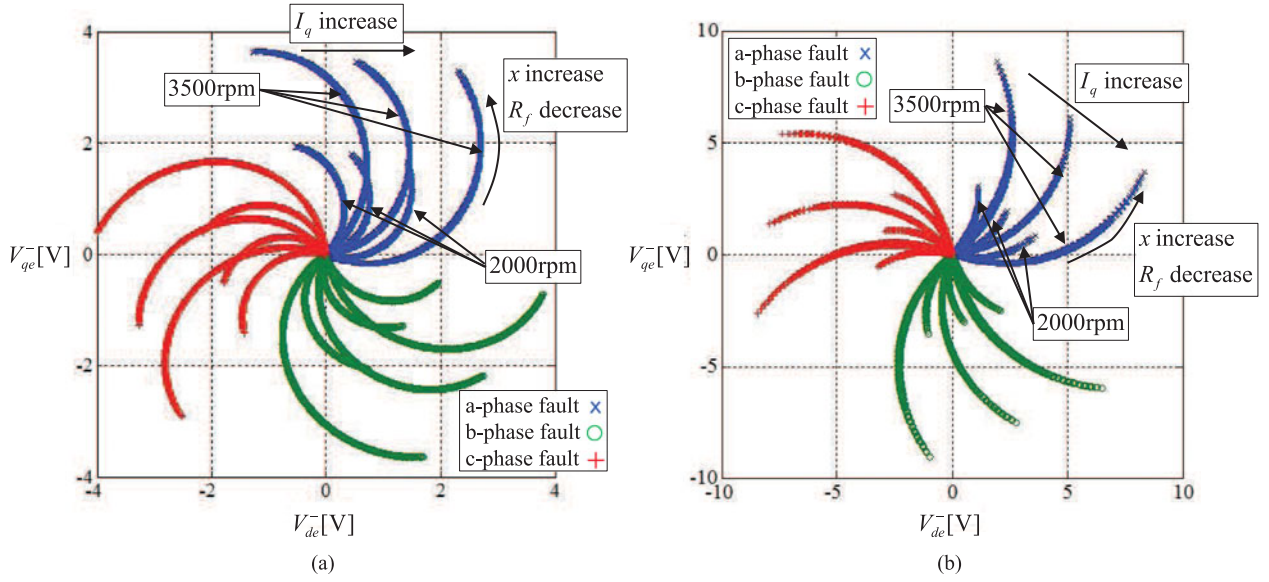 I_q increase
4
3500rpm
x increase
R_f decrease
2
V_qe^-[V]
0
2000rpm
-2
a-phase fault ×
b-phase fault ○
c-phase fault +
-4
-4
-2
0
2
4
V_de^-[V]
(a)
10
a-phase fault ×
b-phase fault ○
c-phase fault +
I_q increase
3500rpm
5
V_qe^-[V]
0
x increase
R_f decrease
2000rpm
-5
-10
-10
-5
0
5
10
V_de^-[V]
(b)